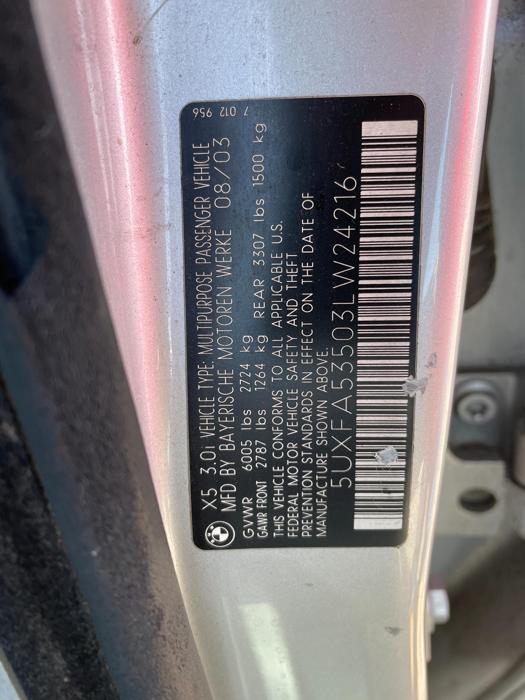 7 012 956
X5 3.0i VEHICLE TYPE: MULTIPURPOSE PASSENGER VEHICLE
MFD BY BAYERISCHE MOTOREN WERKE 08/03
GVWR 6005 lbs 2724 kg
GAWR FRONT 2787 lbs 1264 kg REAR 3307 lbs 1500 kg
THIS VEHICLE CONFORMS TO ALL APPLICABLE U.S.
FEDERAL MOTOR VEHICLE SAFETY AND THEFT
PREVENTION STANDARDS IN EFFECT ON THE DATE OF
MANUFACTURE SHOWN ABOVE.
5UXFA53503LW24216